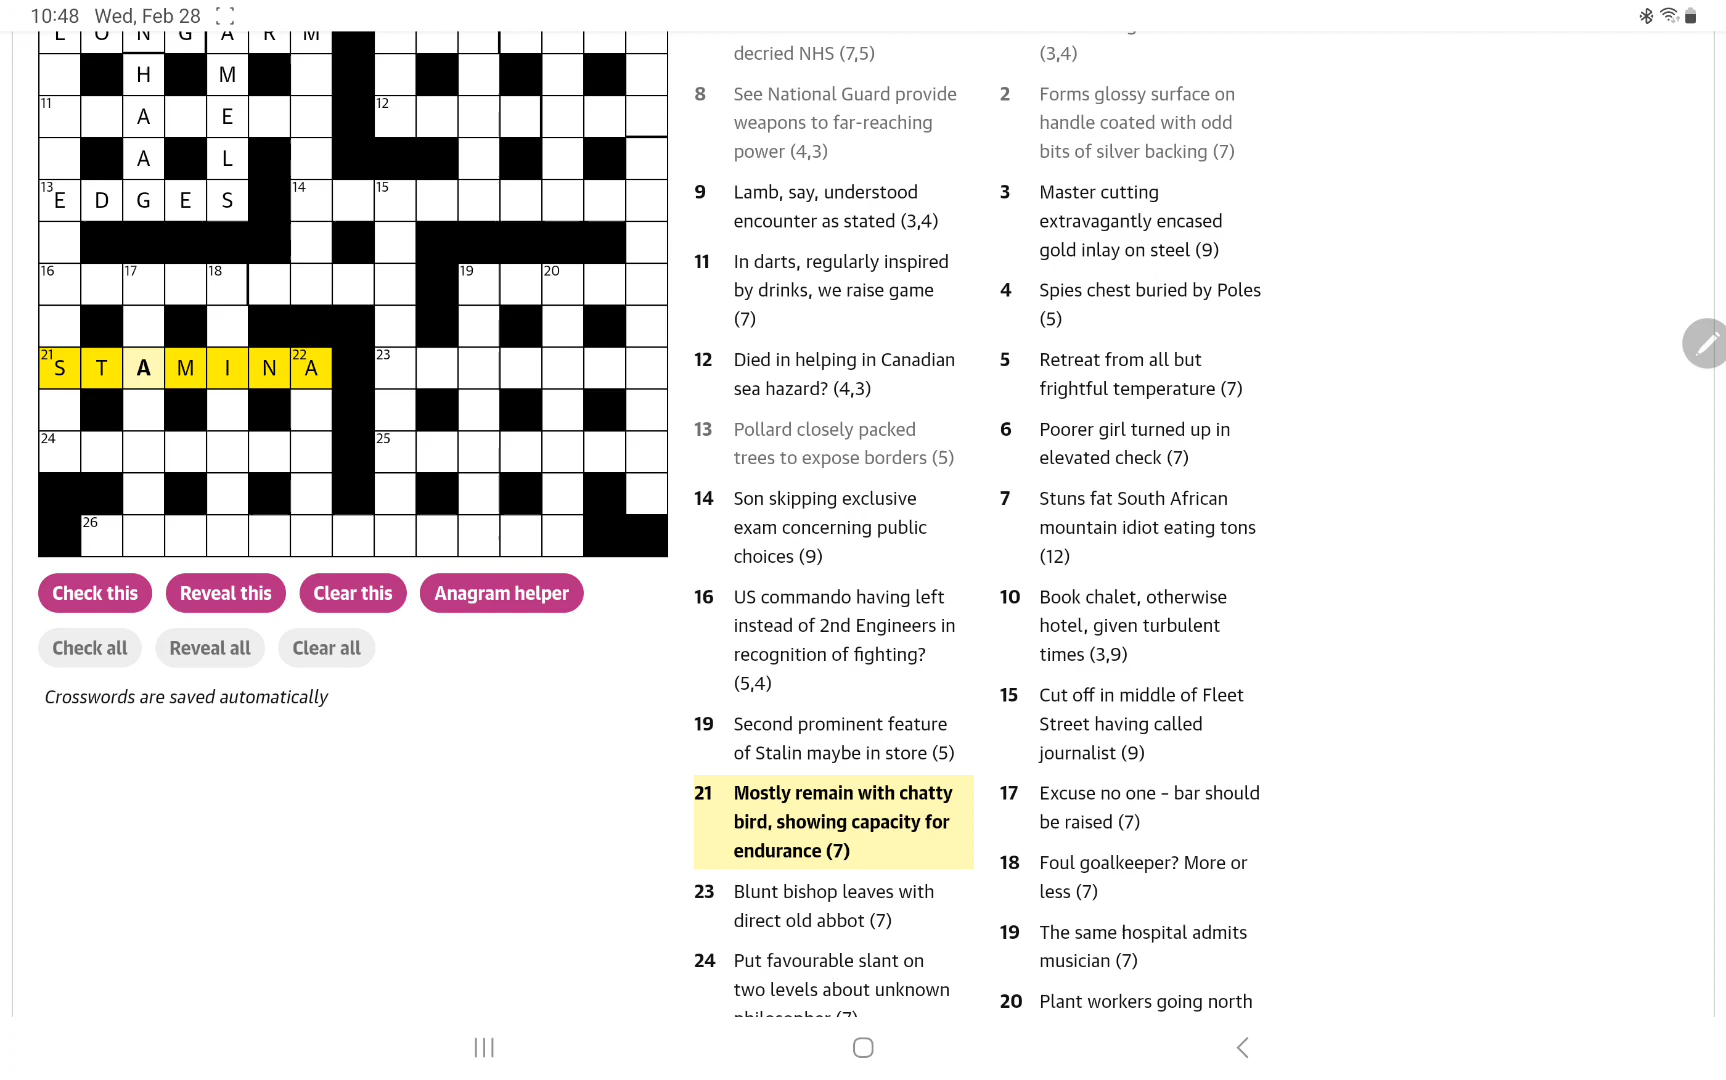 10:48 Wed, Feb 28
L O N G A R M
H M
11 A E 12
A L
13 E D G E S 14 15
16 17 18 19 20
21 S T A M I N 22 A 23
24 25
26
Check this Reveal this Clear this Anagram helper
Check all Reveal all Clear all
Crosswords are saved automatically
decried NHS (7,5)
8 See National Guard provide
weapons to far-reaching
power (4,3)
9 Lamb, say, understood
encounter as stated (3,4)
11 In darts, regularly inspired
by drinks, we raise game
(7)
12 Died in helping in Canadian
sea hazard? (4,3)
13 Pollard closely packed
trees to expose borders (5)
14 Son skipping exclusive
exam concerning public
choices (9)
16 US commando having left
instead of 2nd Engineers in
recognition of fighting?
(5,4)
19 Second prominent feature
of Stalin maybe in store (5)
21 Mostly remain with chatty
bird, showing capacity for
endurance (7)
23 Blunt bishop leaves with
direct old abbot (7)
24 Put favourable slant on
two levels about unknown
philosopher (7)
(3,4)
2 Forms glossy surface on
handle coated with odd
bits of silver backing (7)
3 Master cutting
extravagantly encased
gold inlay on steel (9)
4 Spies chest buried by Poles
(5)
5 Retreat from all but
frightful temperature (7)
6 Poorer girl turned up in
elevated check (7)
7 Stuns fat South African
mountain idiot eating tons
(12)
10 Book chalet, otherwise
hotel, given turbulent
times (3,9)
15 Cut off in middle of Fleet
Street having called
journalist (9)
17 Excuse no one – bar should
be raised (7)
18 Foul goalkeeper? More or
less (7)
19 The same hospital admits
musician (7)
20 Plant workers going north